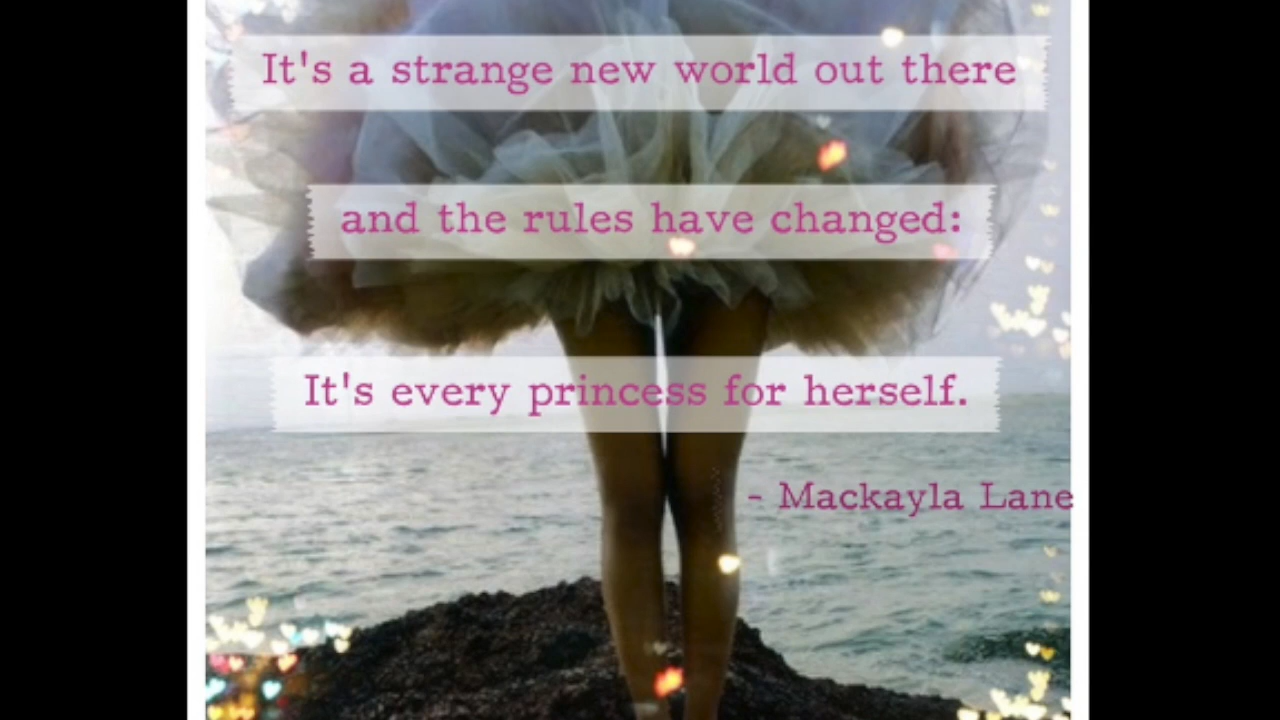 It's a strange new world out there
and the rules have changed:
It's every princess for herself.
- Mackayla Lane